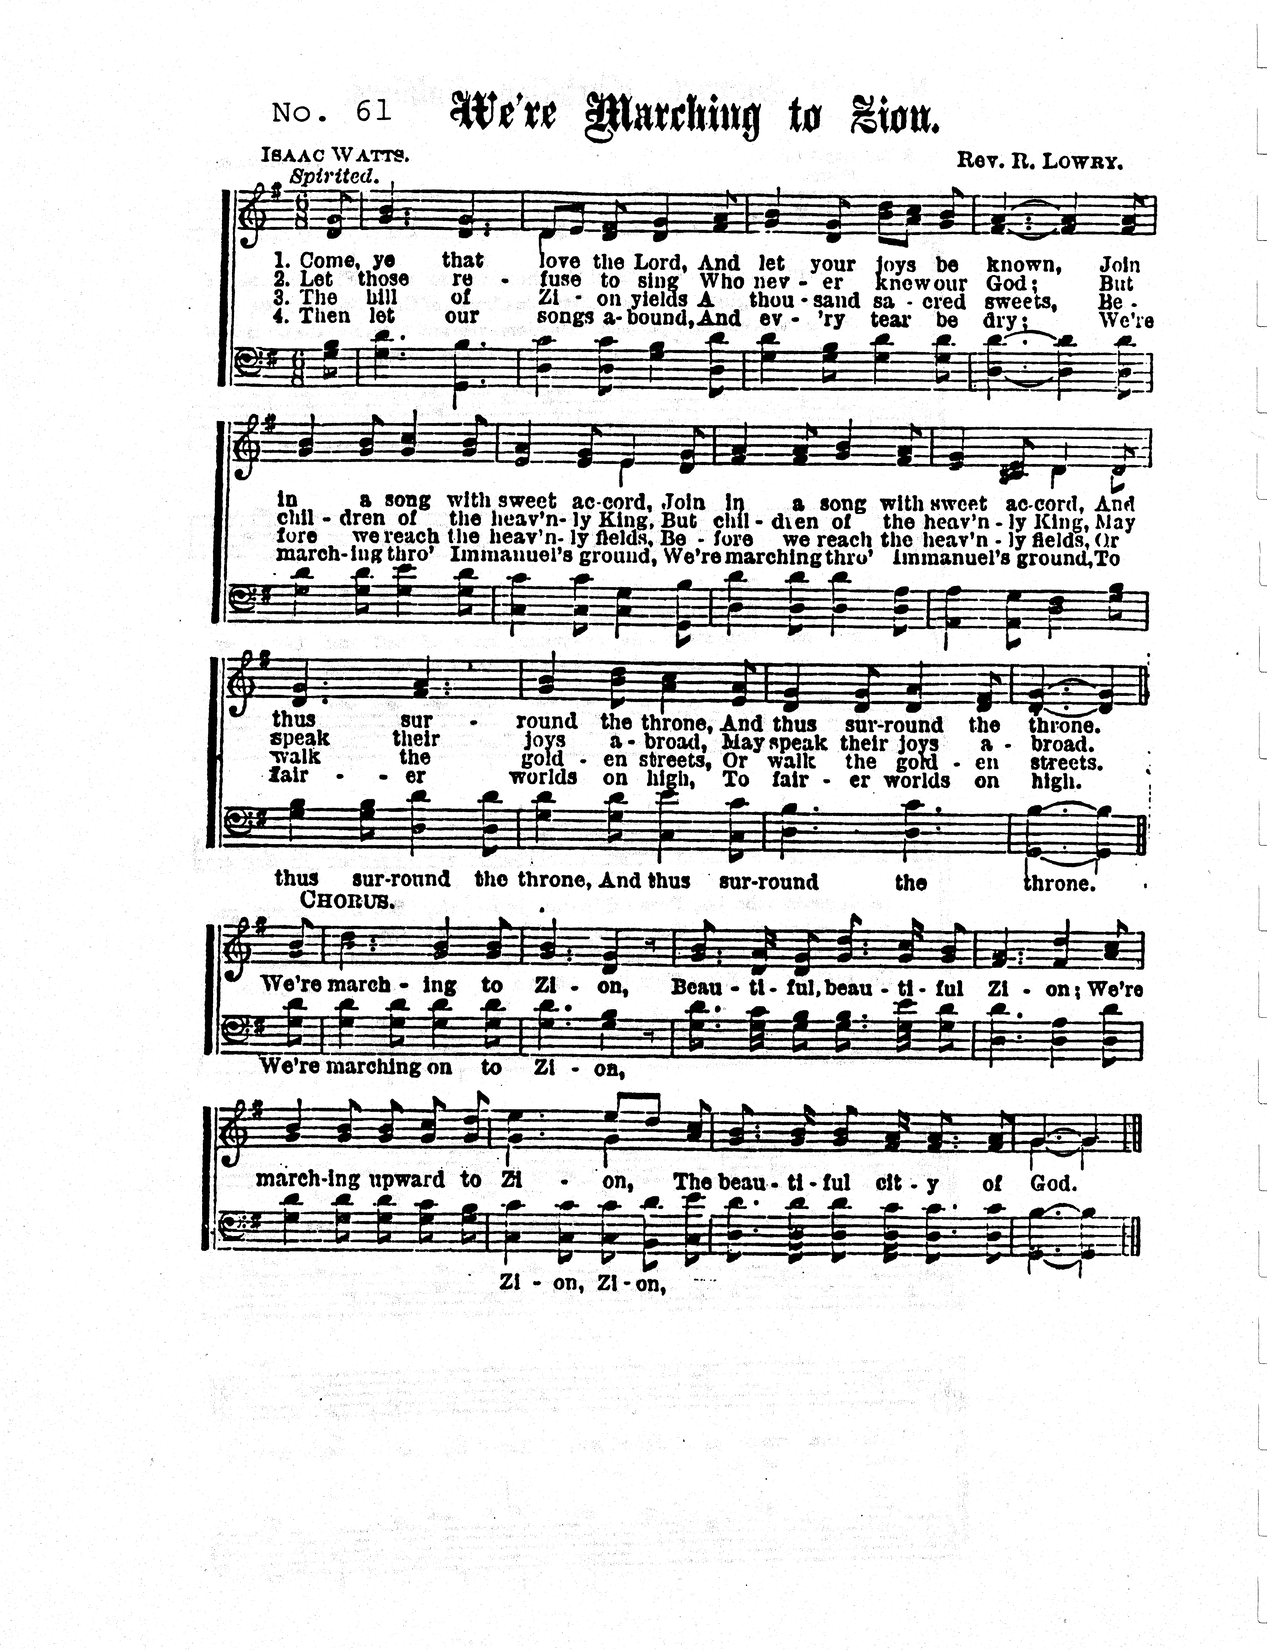 No. 61 We're Marching to Zion.
ISAAC WATTS. Rev. R. LOWRY.
Spirited.
1. Come, ye that love the Lord, And let your joys be known, Join
2. Let those re - fuse to sing Who nev - er know our God; But
3. The hill of Zi - on yields A thou - sand sa - cred sweets, Be -
4. Then let our songs a - bound, And ev - 'ry tear be dry; We're
in a song with sweet ac-cord, Join in a song with sweet ac-cord, And
chil - dren of the heav'n - ly King, But chil - dren of the heav'n - ly King, May
fore we reach the heav'n - ly fields, Be - fore we reach the heav'n - ly fields, Or
march-ing thro' Immanuel's ground, We're marching thro' Immanuel's ground, To
thus sur - round the throne, And thus sur-round the throne.
speak their joys a - broad, May speak their joys a - broad.
walk the gold - en streets, Or walk the gold - en streets.
fair - - er worlds on high, To fair - er worlds on high.
thus sur-round the throne, And thus sur-round the throne.
CHORUS.
We're march - ing to Zi - on, Beau - ti - ful, beau - ti - ful Zi - on; We're
We're marching on to Zi - on,
march-ing upward to Zi - on, The beau - ti - ful cit - y of God.
Zi - on, Zi - on,